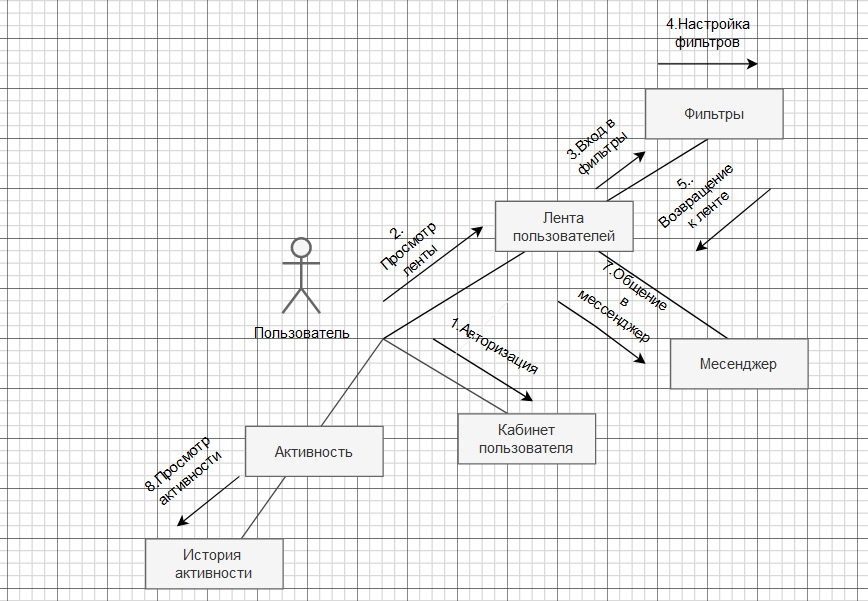 4.Настройка
фильтров
Фильтры
3.Вход в
фильтры
5..
Возвращение
к ленте
Лента
пользователей
2.
Просмотр
ленты
Пользователь
7.Общение
в
мессенджер
1.Авторизация
Месенджер
Кабинет
пользователя
Активность
8.Просмотр
активности
История
активности